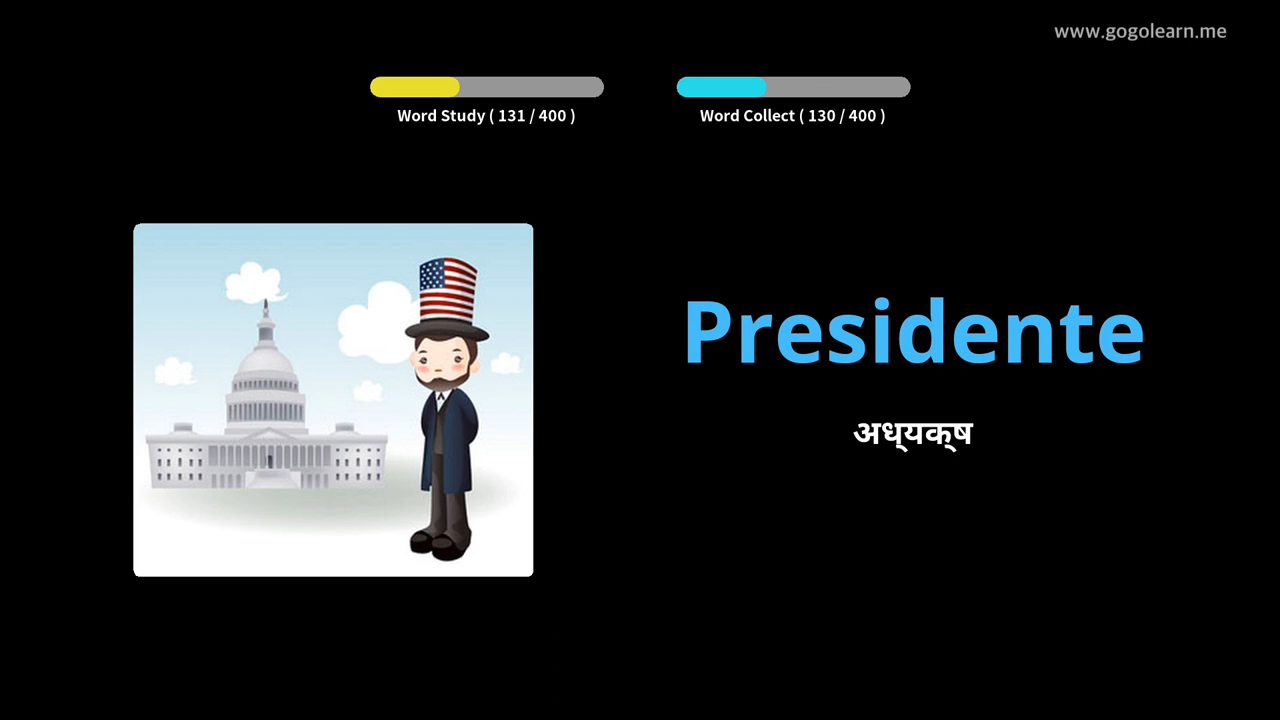 www.gogolearn.me
Word Study ( 131 / 400 )
Word Collect ( 130 / 400 )
Presidente
अध्यक्ष